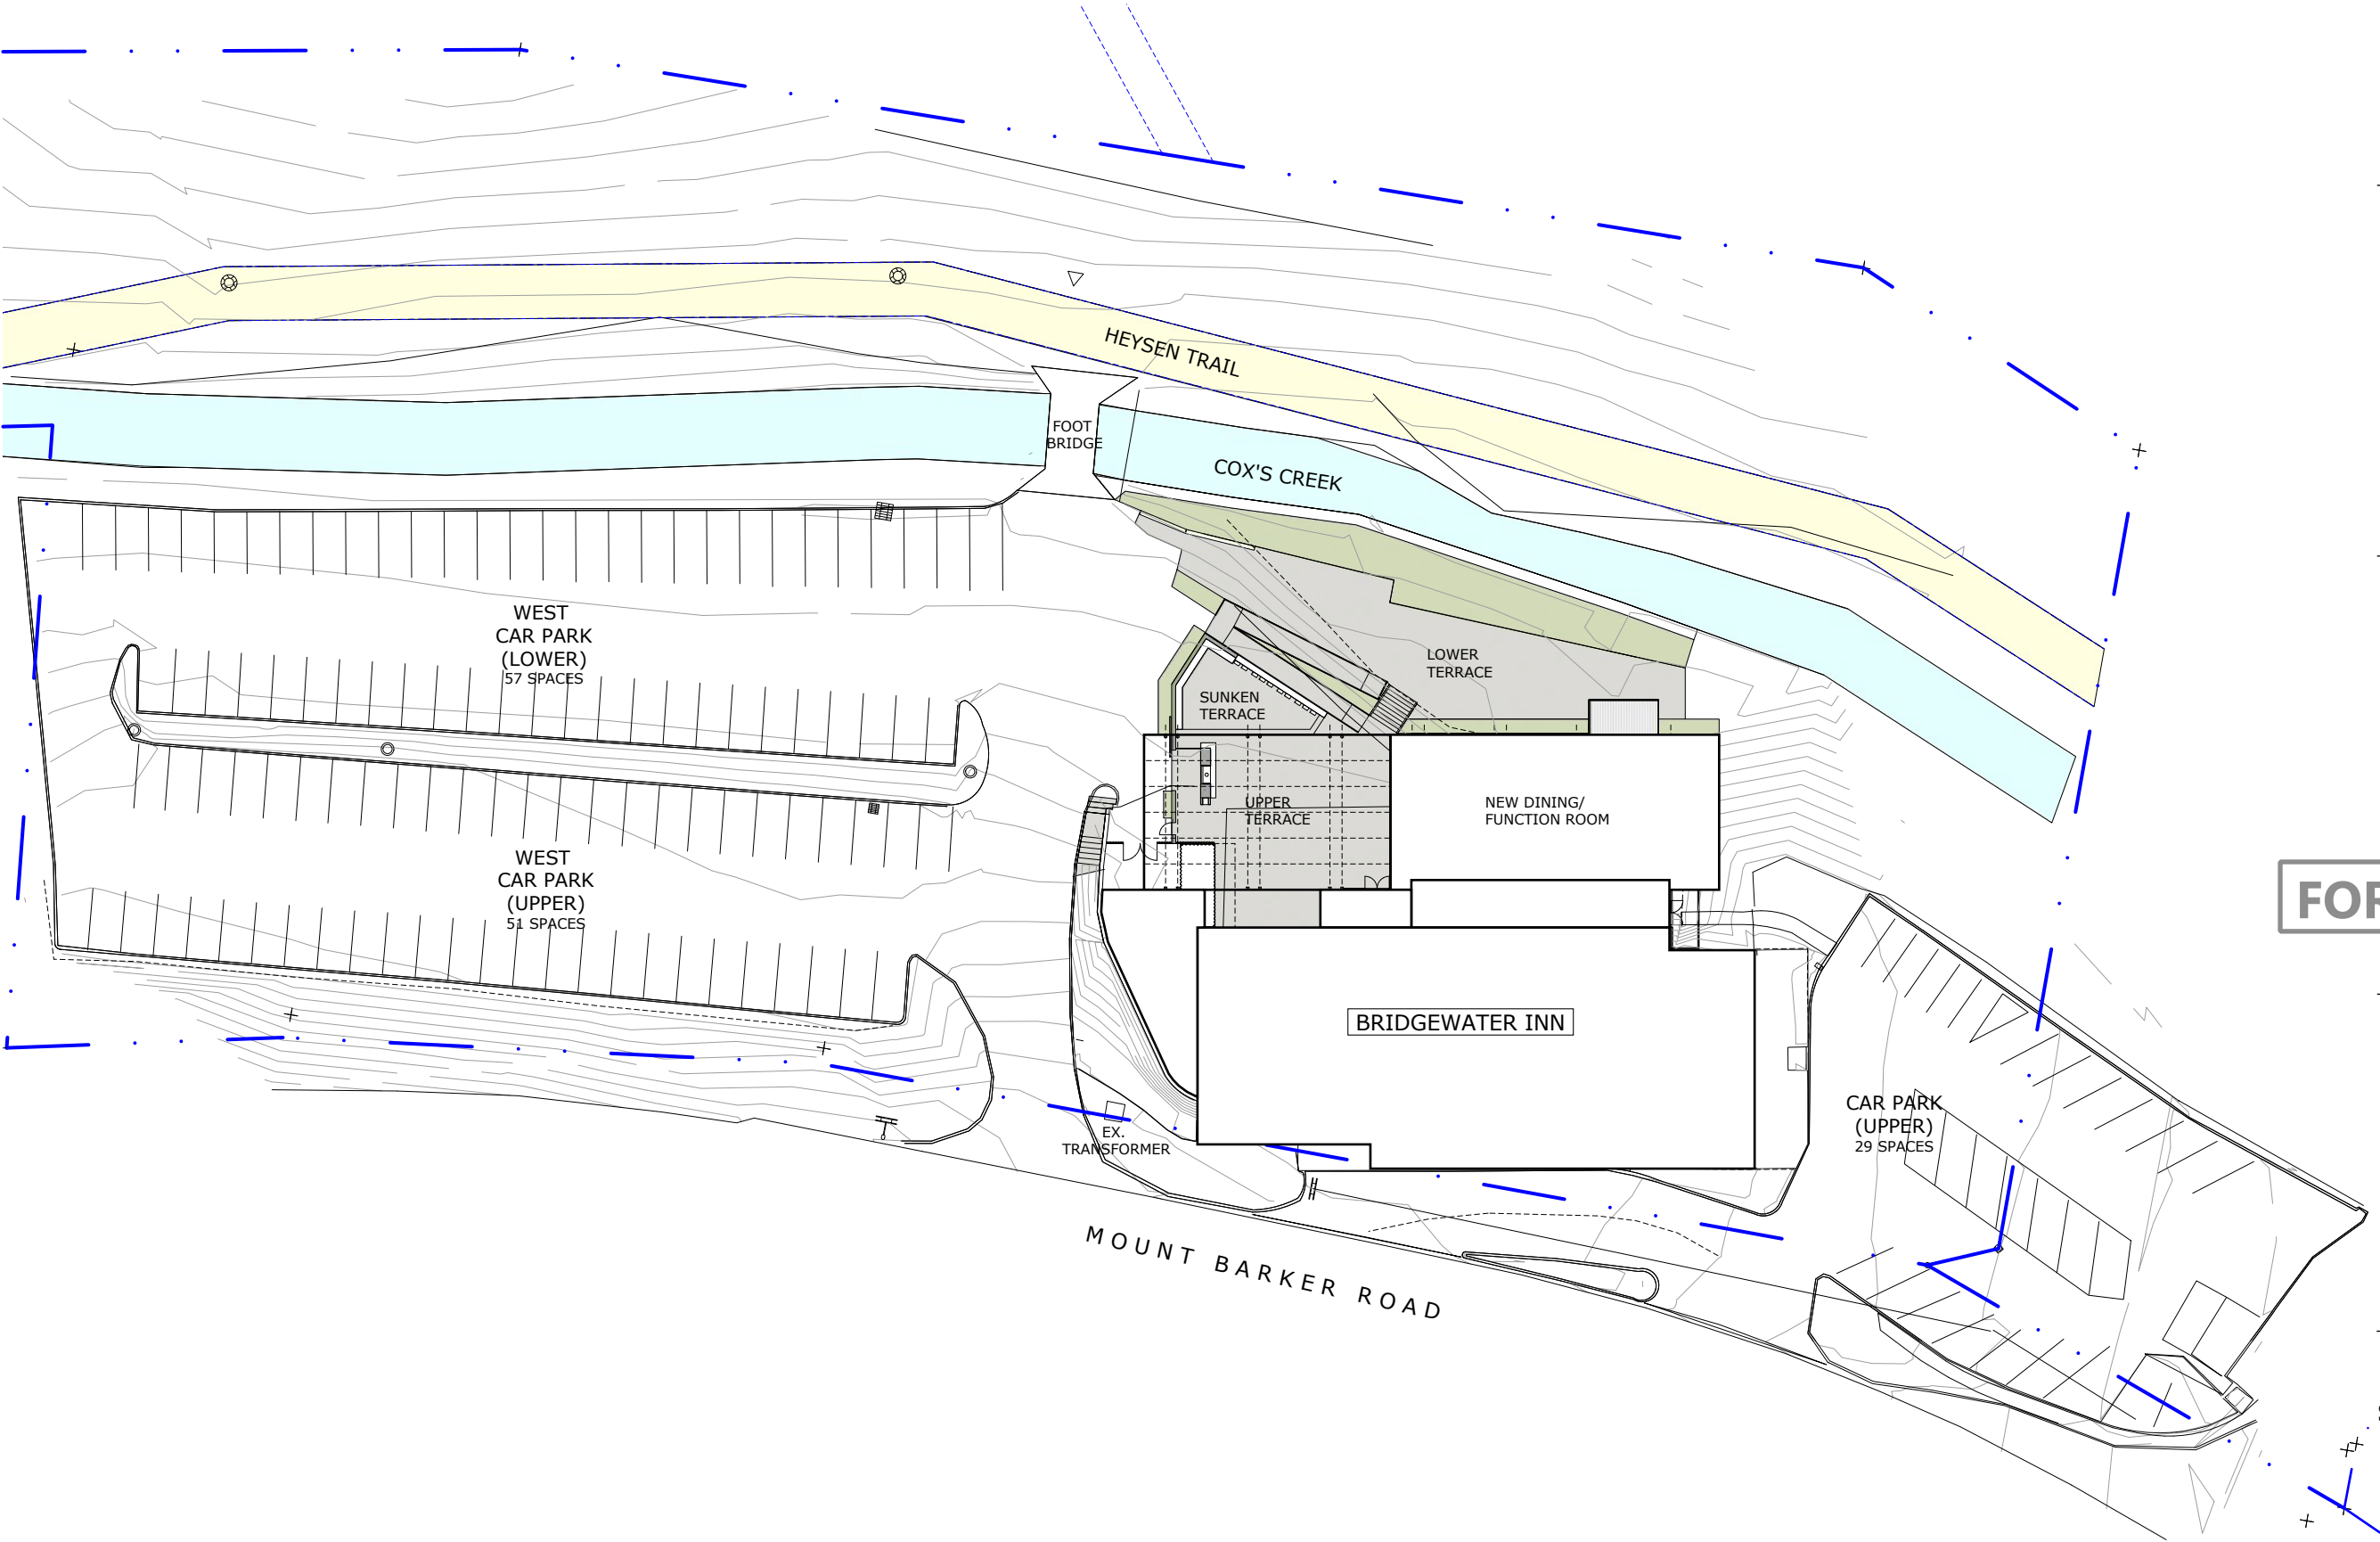 HEYSEN TRAIL
FOOT
BRIDGE
COX'S CREEK
WEST
CAR PARK
(LOWER)
57 SPACES
LOWER
TERRACE
SUNKEN
TERRACE
UPPER
TERRACE
NEW DINING/
FUNCTION ROOM
WEST
CAR PARK
(UPPER)
51 SPACES
FOR
BRIDGEWATER INN
CAR PARK
(UPPER)
29 SPACES
EX.
TRANSFORMER
MOUNT BARKER ROAD